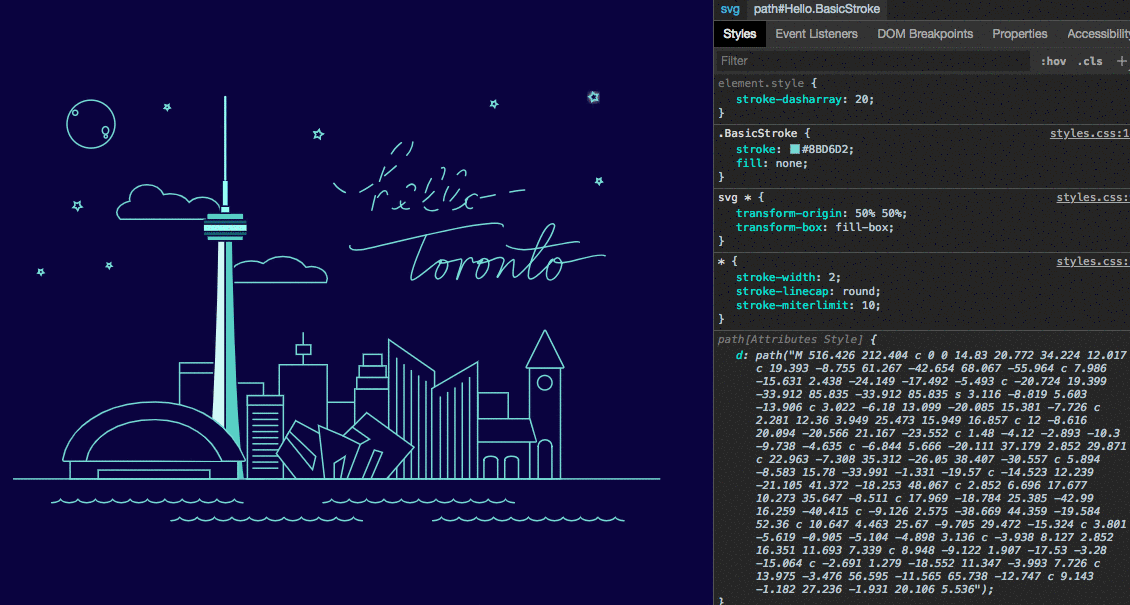 svg path#Hello.BasicStroke
Styles Event Listeners DOM Breakpoints Properties Accessibility
Filter :hov .cls +
element.style {
stroke-dasharray: 20;
}
.BasicStroke { styles.css:1
stroke: #8BD6D2;
fill: none;
}
svg * { styles.css:
transform-origin: 50% 50%;
transform-box: fill-box;
}
* { styles.css:
stroke-width: 2;
stroke-linecap: round;
stroke-miterlimit: 10;
}
path[Attributes Style] {
d: path("M 516.426 212.404 c 0 0 14.83 20.772 34.224 12.017
c 19.393 -8.755 61.267 -42.654 68.067 -55.964 c 7.986
-15.631 2.438 -24.149 -17.492 -5.493 c -20.724 19.399
-33.912 85.835 -33.912 85.835 s 3.116 -8.819 5.603
-13.906 c 3.022 -6.18 13.099 -20.085 15.381 -7.726 c
2.281 12.36 3.949 25.473 15.949 16.857 c 12 -8.616
20.094 -20.566 21.167 -23.552 c 1.48 -4.12 -2.893 -10.3
-9.738 -4.635 c -6.844 5.666 -20.111 37.179 2.852 29.871
c 22.963 -7.308 35.312 -26.05 38.407 -30.557 c 5.894
-8.583 15.78 -33.991 -1.331 -19.57 c -14.523 12.239
-21.105 41.372 -18.253 48.067 c 2.852 6.696 17.677
10.273 35.647 -8.511 c 17.969 -18.784 25.385 -42.99
16.259 -40.415 c -9.126 2.575 -38.669 44.359 -19.584
52.36 c 10.647 4.463 25.67 -9.705 29.472 -15.324 c 3.801
-5.619 -0.905 -5.104 -4.898 3.136 c -3.938 8.127 2.852
16.351 11.693 7.339 c 8.948 -9.122 1.907 -17.53 -3.28
-15.064 c -2.691 1.279 -18.552 11.347 -3.993 7.726 c
13.975 -3.476 56.595 -11.565 65.738 -12.747 c 9.143
-1.182 27.236 -1.931 20.106 5.536");
}
Toronto